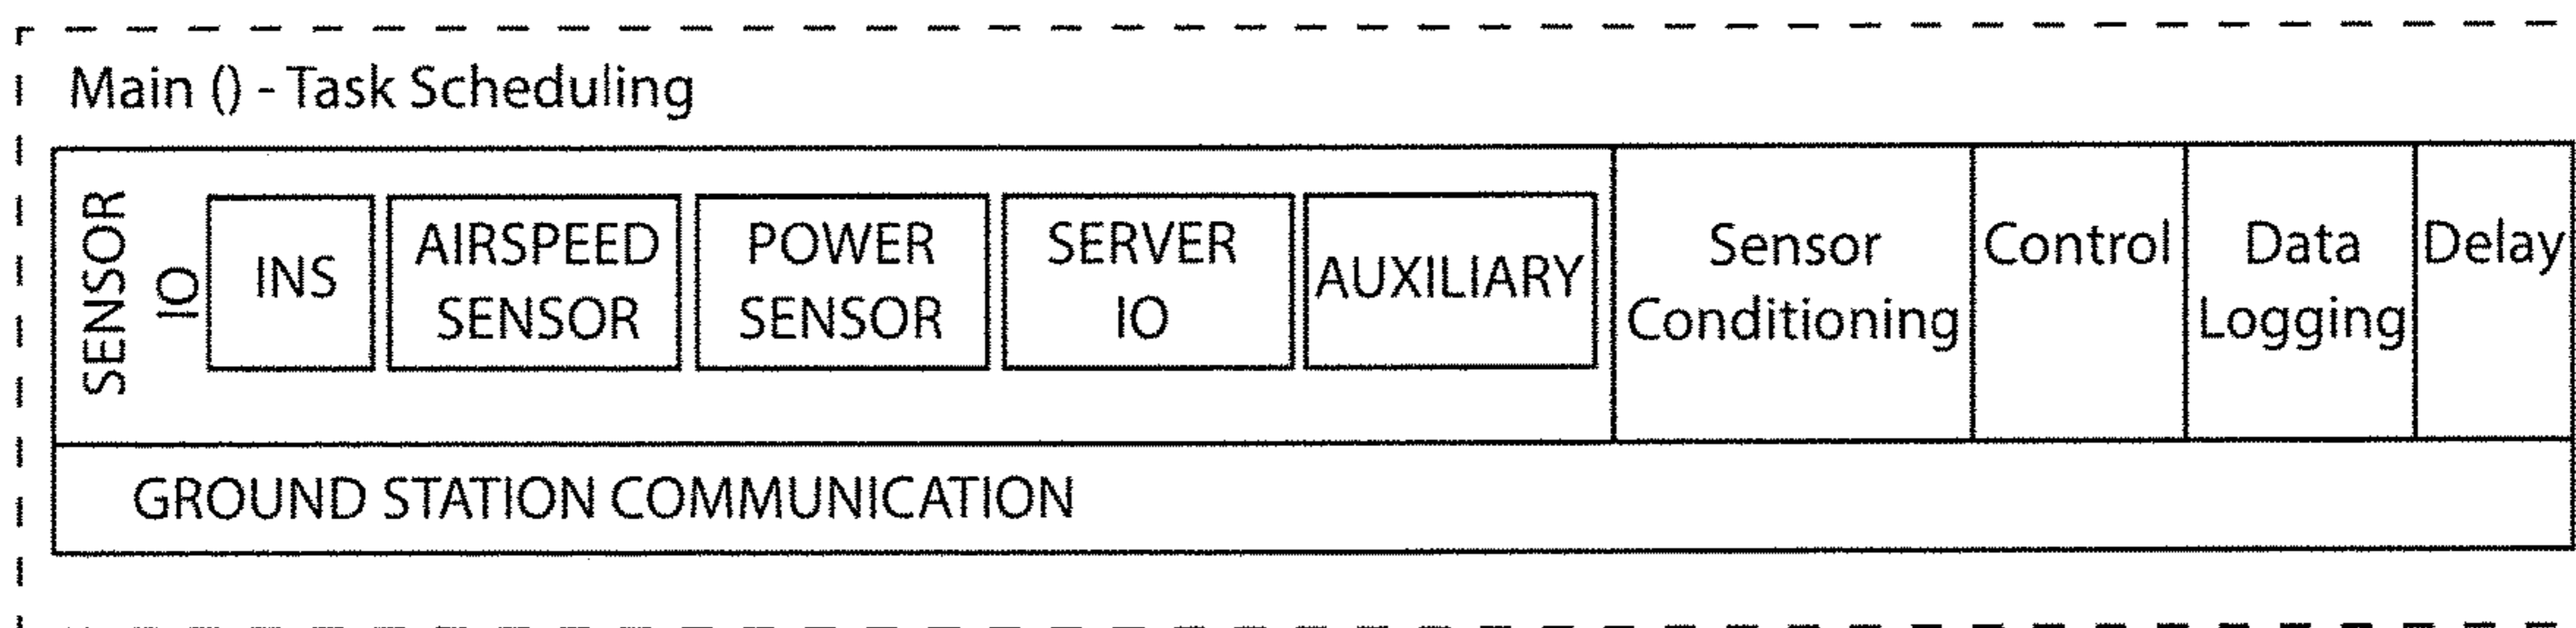 Main () - Task Scheduling
SENSOR
IO
INS
AIRSPEED
SENSOR
POWER
SENSOR
SERVER
IO
AUXILIARY
Sensor
Conditioning
Control
Data
Logging
Delay
GROUND STATION COMMUNICATION